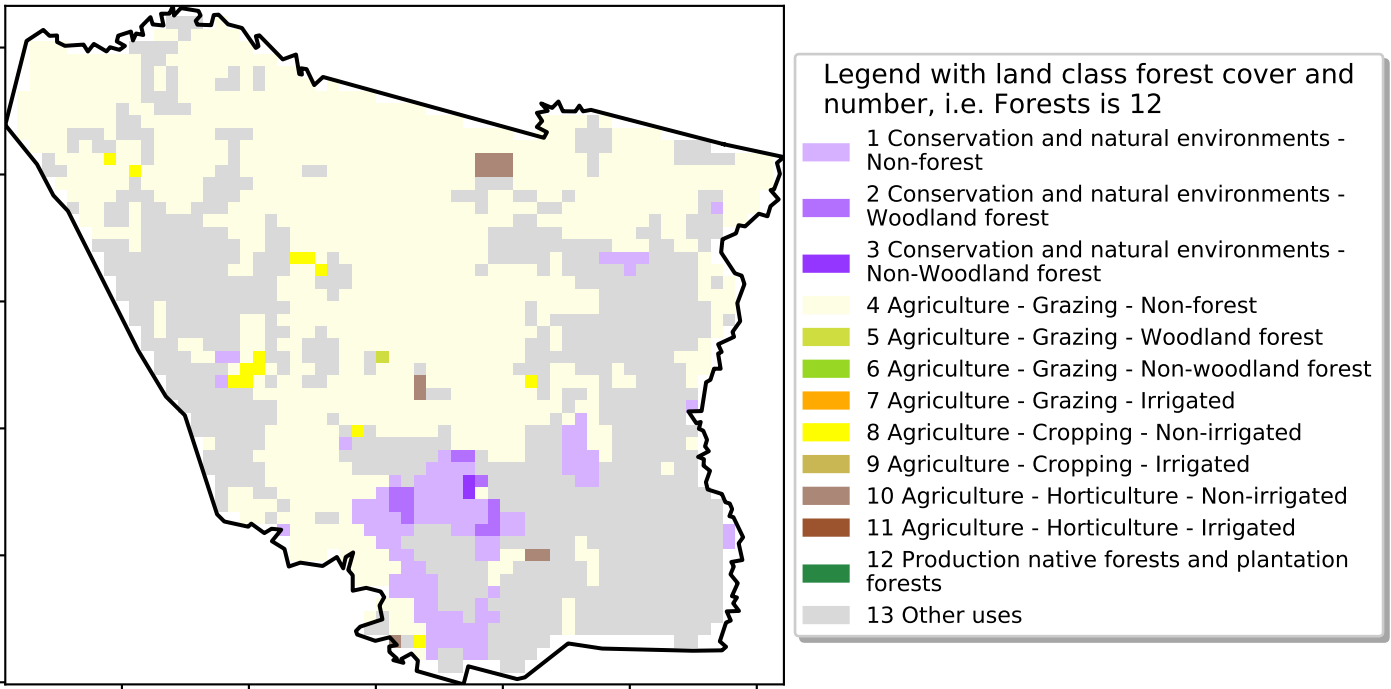 Legend with land class forest cover and
number, i.e. Forests is 12
1 Conservation and natural environments -
Non-forest
2 Conservation and natural environments -
Woodland forest
3 Conservation and natural environments -
Non-Woodland forest
4 Agriculture - Grazing - Non-forest
5 Agriculture - Grazing - Woodland forest
6 Agriculture - Grazing - Non-woodland forest
7 Agriculture - Grazing - Irrigated
8 Agriculture - Cropping - Non-irrigated
9 Agriculture - Cropping - Irrigated
10 Agriculture - Horticulture - Non-irrigated
11 Agriculture - Horticulture - Irrigated
12 Production native forests and plantation
forests
13 Other uses